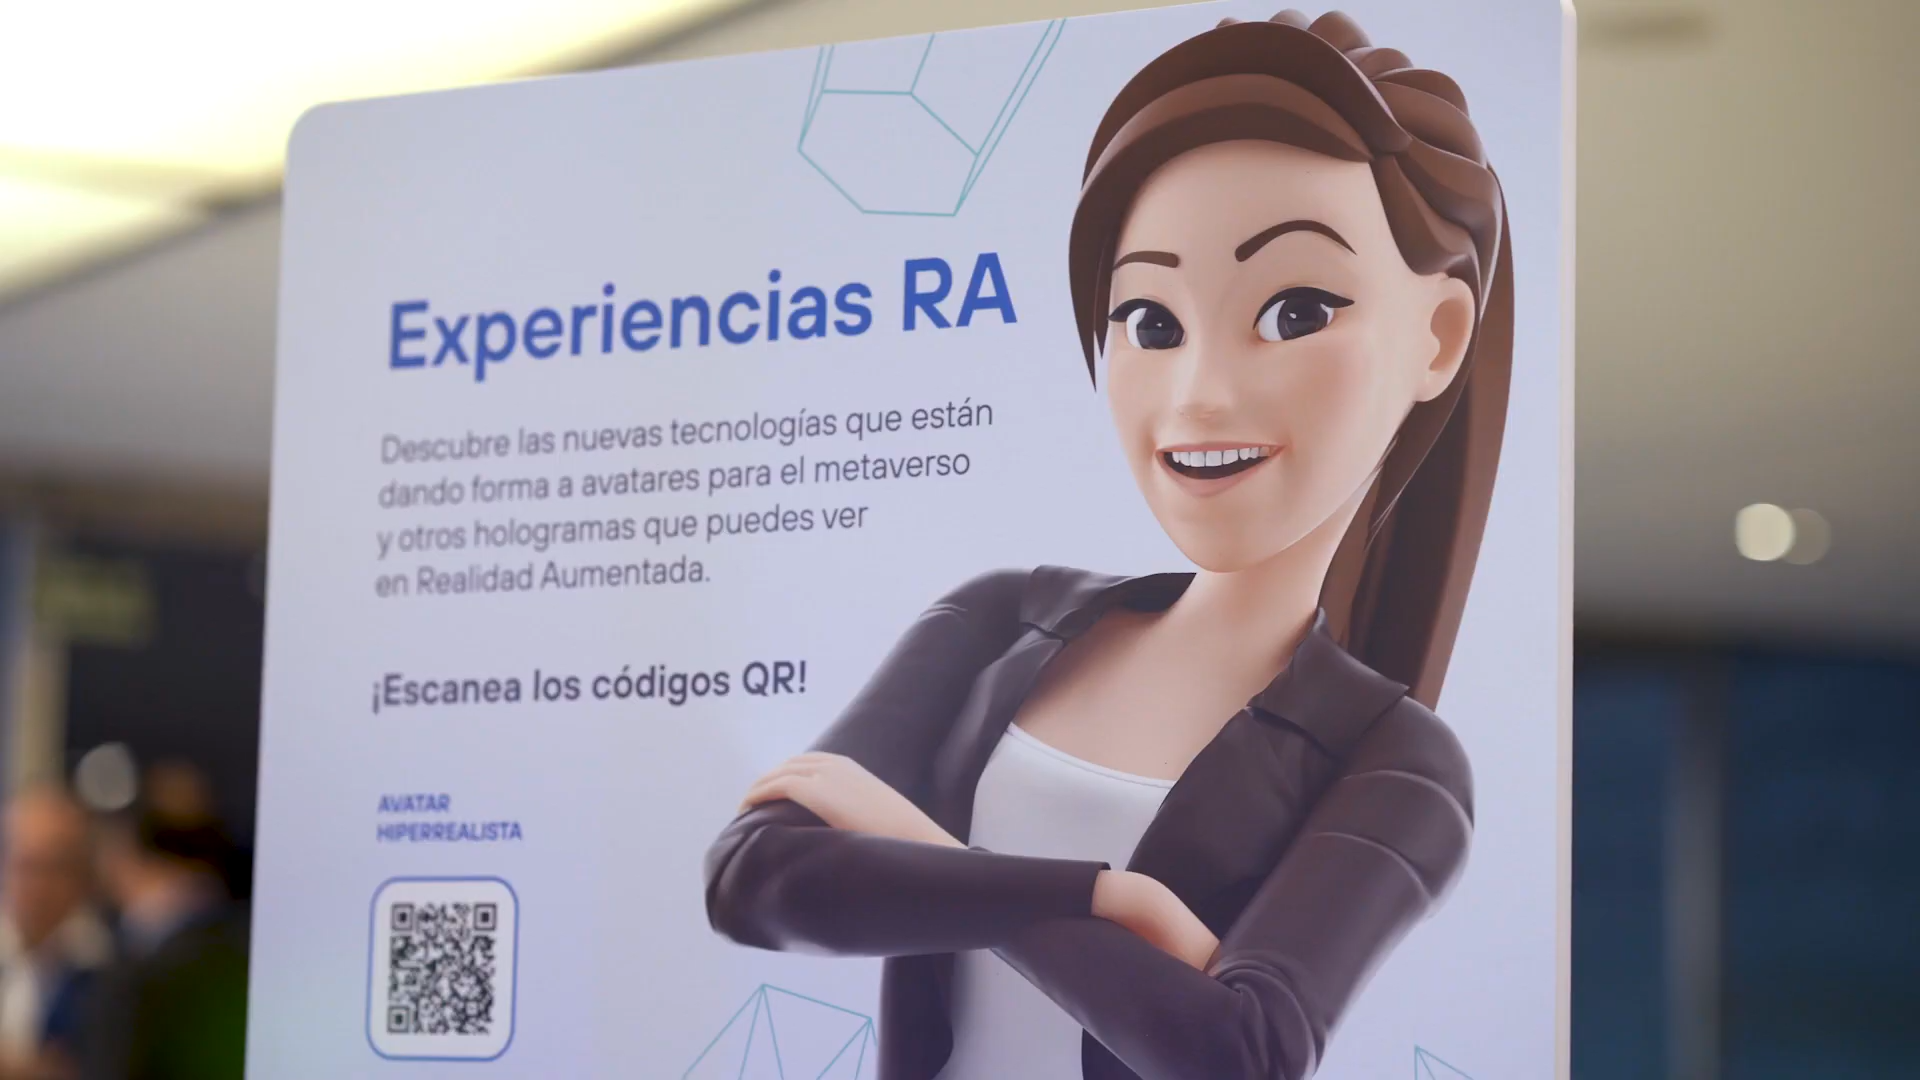 Experiencias RA
Descubre las nuevas tecnologías que están
dando forma a avatares para el metaverso
y otros hologramas que puedes ver
en Realidad Aumentada.
¡Escanea los códigos QR!
AVATAR
HIPERREALISTA